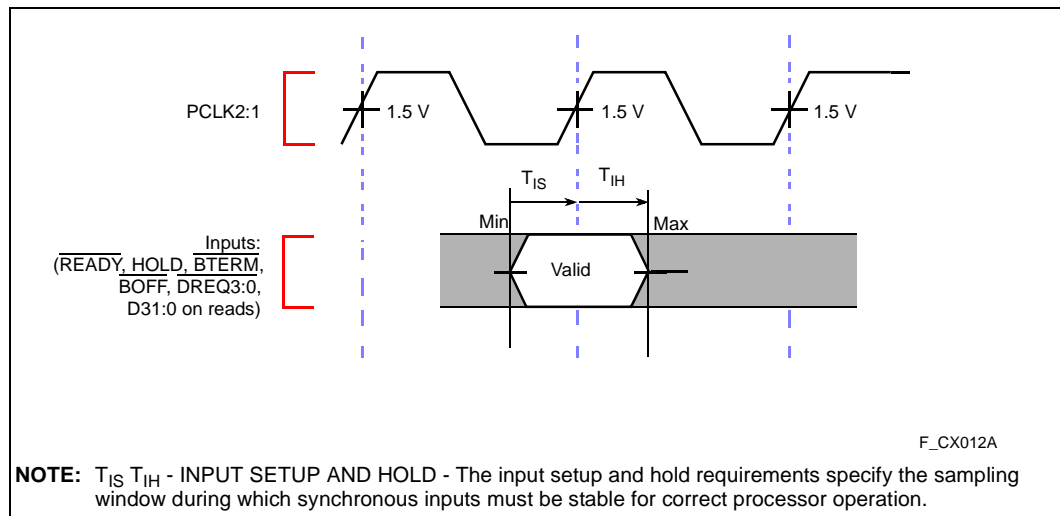 PCLK2:1
1.5 V
1.5 V
1.5 V
TIS
TIH
Min
Max
Inputs:
(READY, HOLD, BTERM,
BOFF, DREQ3:0,
D31:0 on reads)
Valid
F_CX012A
NOTE: TIS TIH - INPUT SETUP AND HOLD - The input setup and hold requirements specify the sampling
window during which synchronous inputs must be stable for correct processor operation.